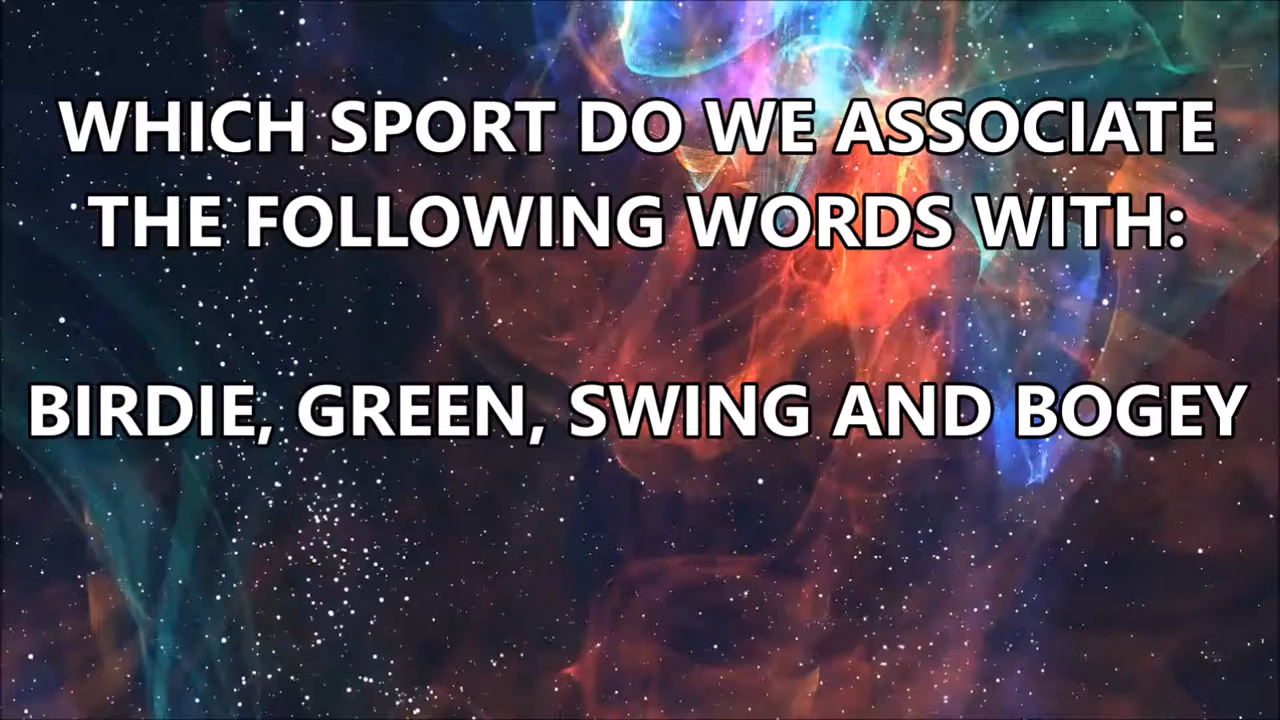 WHICH SPORT DO WE ASSOCIATE
THE FOLLOWING WORDS WITH:
BIRDIE, GREEN, SWING AND BOGEY